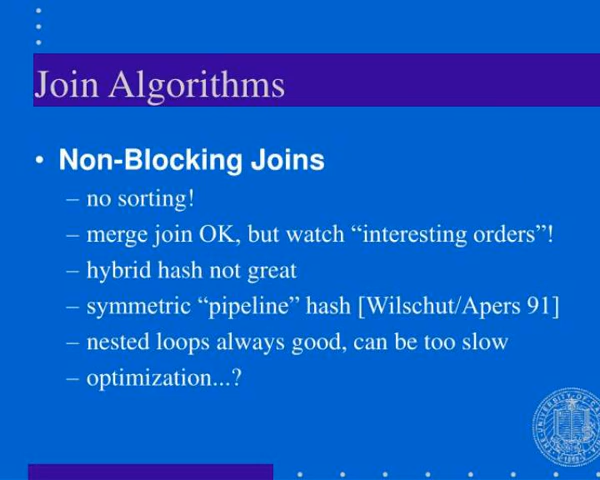 Join Algorithms
• Non-Blocking Joins
– no sorting!
– merge join OK, but watch “interesting orders”!
– hybrid hash not great
– symmetric “pipeline” hash [Wilschut/Apers 91]
– nested loops always good, can be too slow
– optimization...?